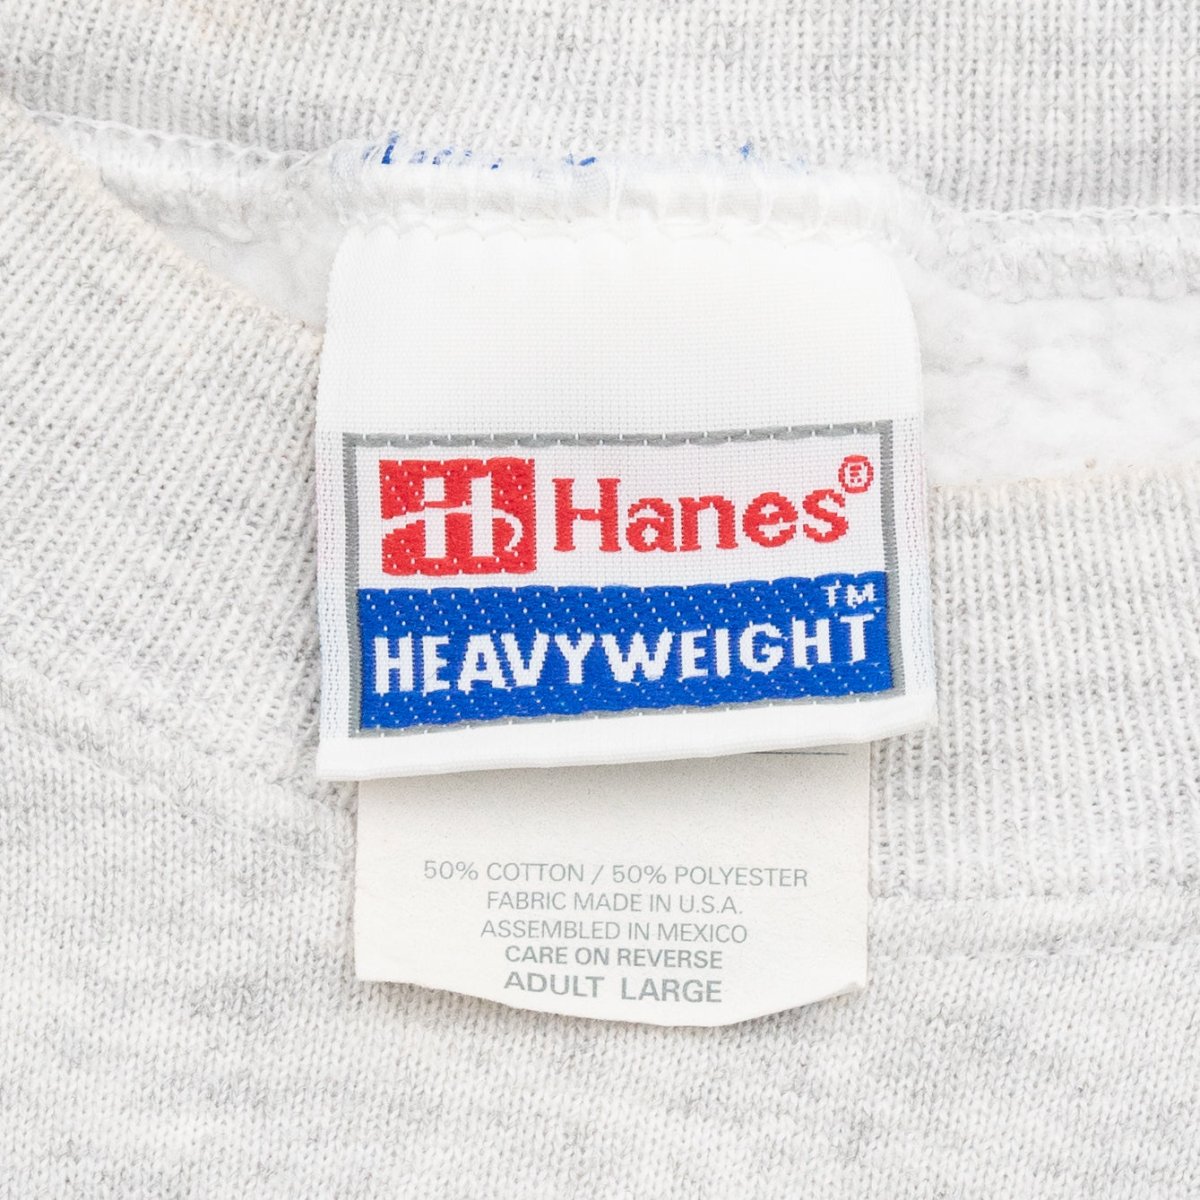 Hanes®
HEAVYWEIGHT™
50% COTTON / 50% POLYESTER
FABRIC MADE IN U.S.A.
ASSEMBLED IN MEXICO
CARE ON REVERSE
ADULT LARGE